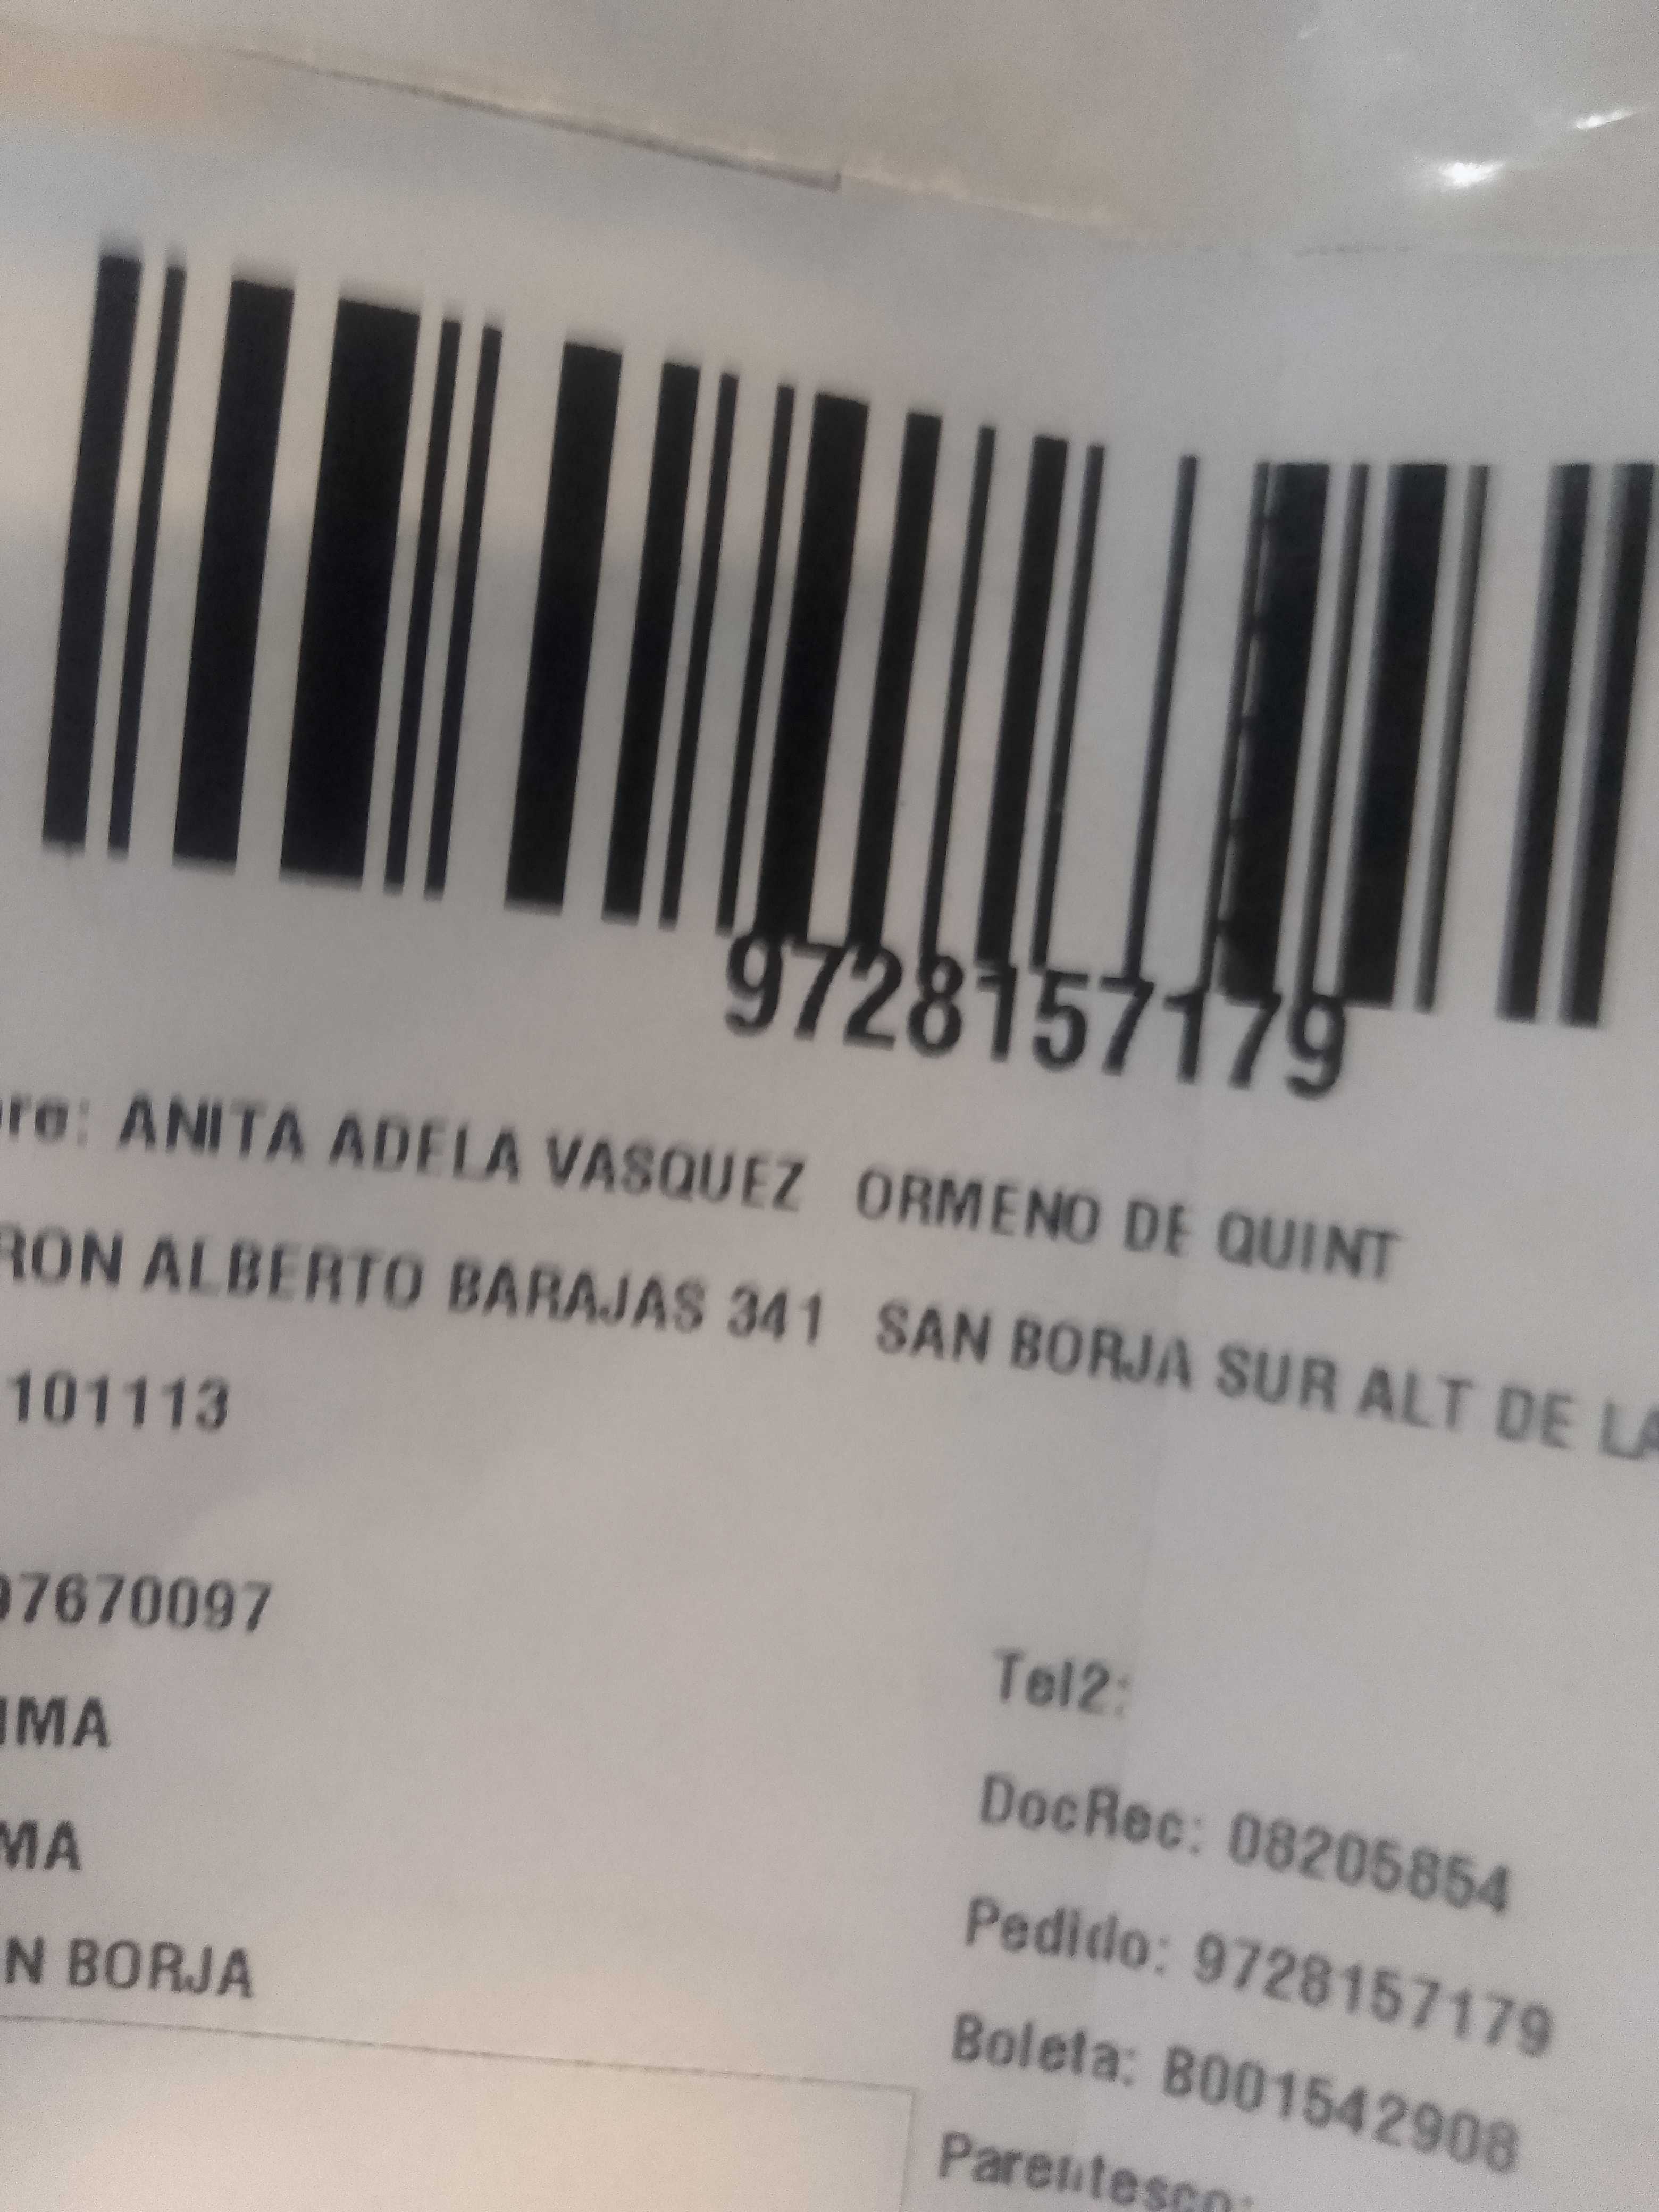 9728157179
re: ANITA ADELA VASQUEZ ORMENO DE QUINT
RON ALBERTO BARAJAS 341 SAN BORJA SUR ALT DE LA
101113
97670097
Tel2:
IMA
DocRec: 08205854
MA
Pedido: 9728157179
N BORJA
Boleta: B001542908
Parentesco: